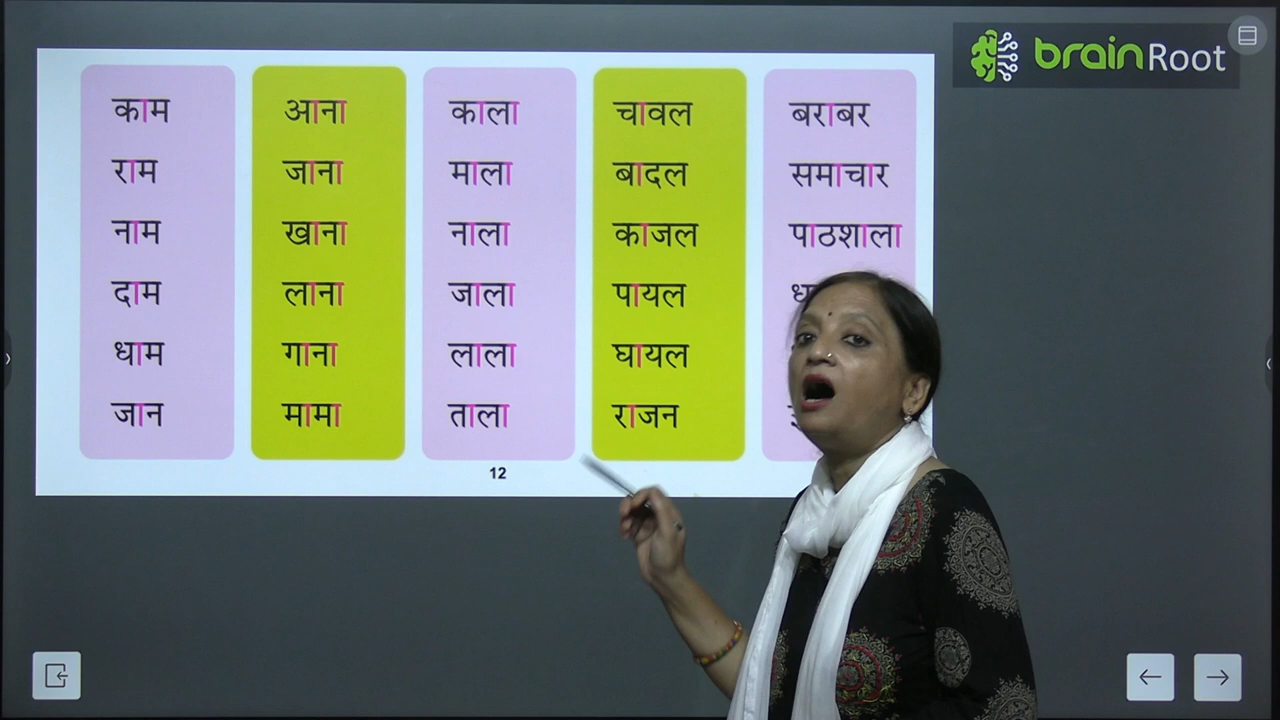 brainRoot
काम आना काला चावल बराबर
राम जाना माला बादल समाचार
नाम खाना नाला काजल पाठशाला
दाम लाना जाला पायल
धाम गाना लाला घायल
जान मामा ताला राजन
12